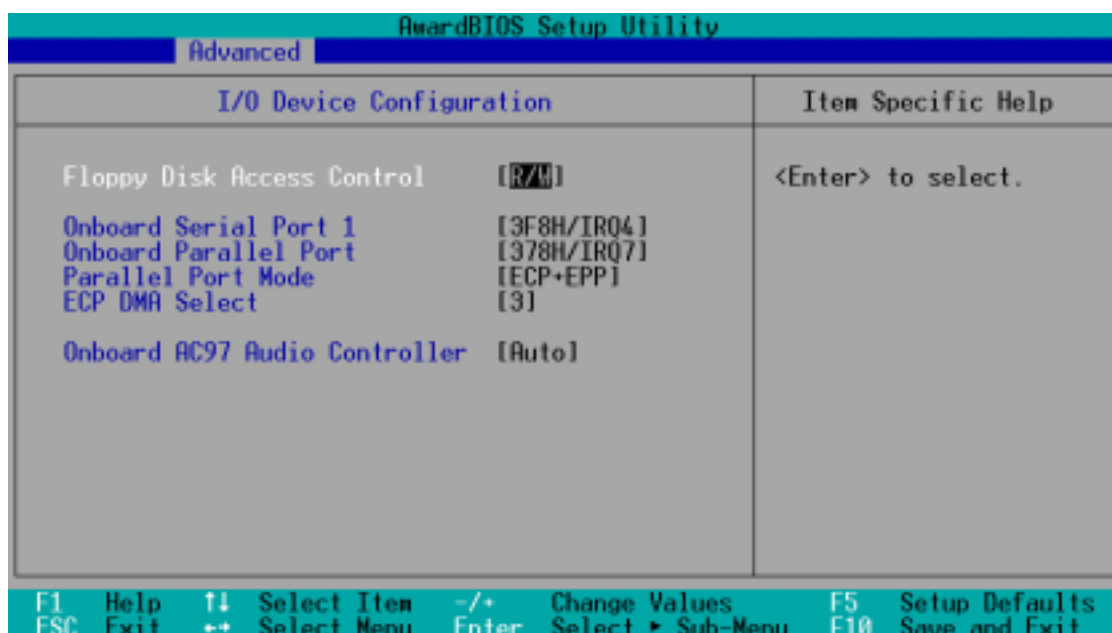 AwardBIOS Setup Utility
Advanced
I/O Device Configuration
Item Specific Help
Floppy Disk Access Control [R/W]
<Enter> to select.
Onboard Serial Port 1 [3F8H/IRQ4]
Onboard Parallel Port [378H/IRQ7]
Parallel Port Mode [ECP+EPP]
ECP DMA Select [3]
Onboard AC97 Audio Controller [Auto]
F1 Help ↑↓ Select Item -/+ Change Values F5 Setup Defaults
ESC Exit ←→ Select Menu Enter Select ► Sub-Menu F10 Save and Exit